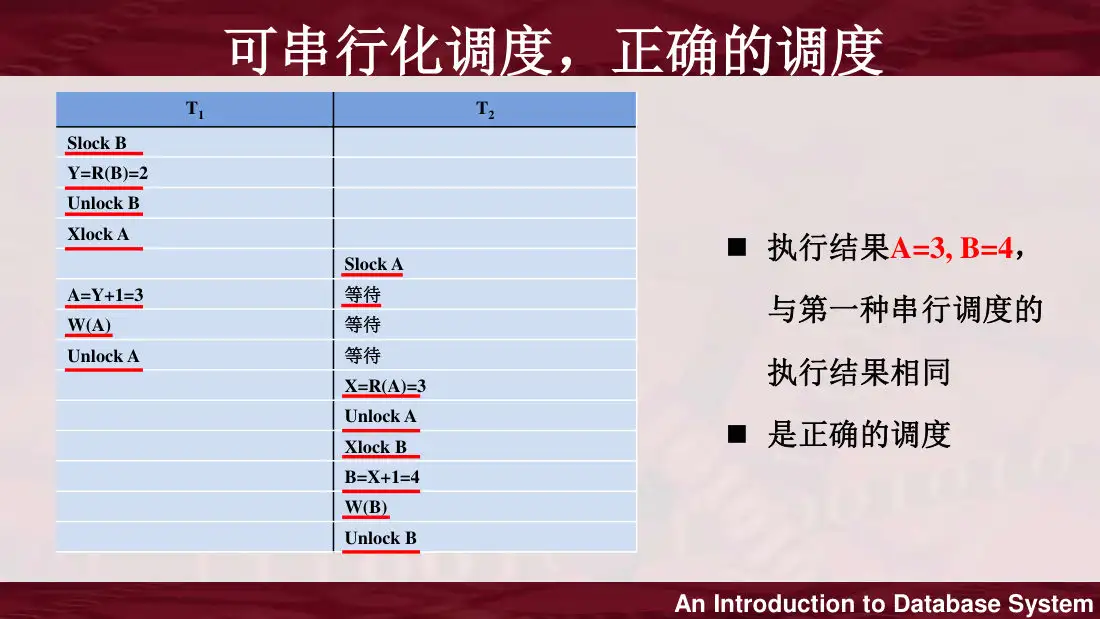 可串行化调度，正确的调度
T1 T2
Slock B
Y=R(B)=2
Unlock B
Xlock A
Slock A
A=Y+1=3 等待
W(A) 等待
Unlock A 等待
X=R(A)=3
Unlock A
Xlock B
B=X+1=4
W(B)
Unlock B
■ 执行结果A=3, B=4，
与第一种串行调度的
执行结果相同
■ 是正确的调度
An Introduction to Database System